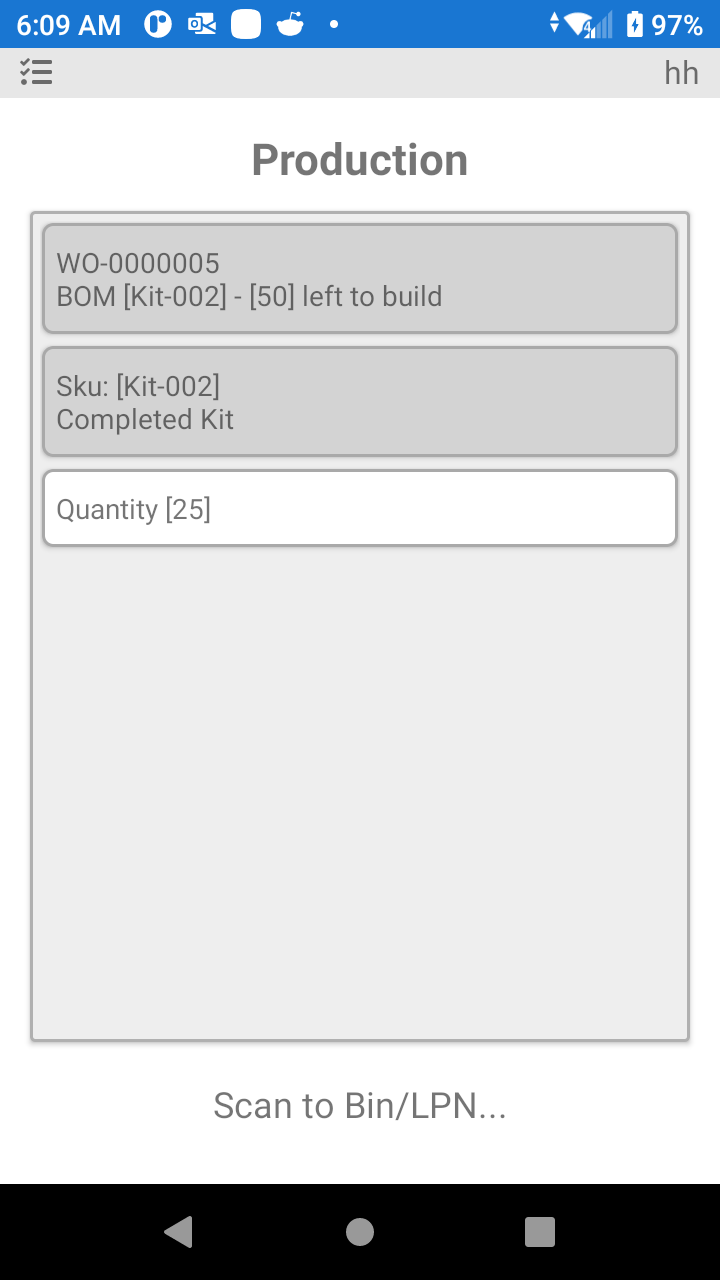 6:09 AM
4
97%
hh
Production
WO-0000005
BOM [Kit-002] - [50] left to build
Sku: [Kit-002]
Completed Kit
Quantity [25]
Scan to Bin/LPN...